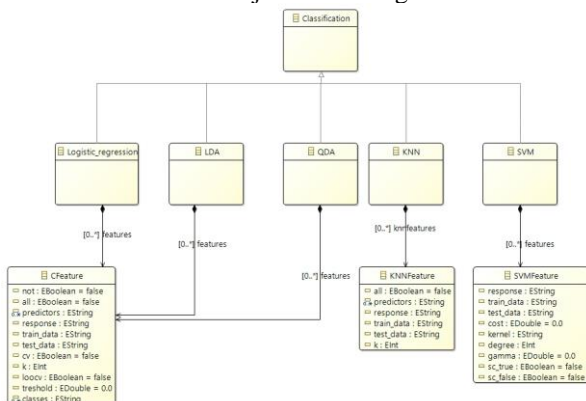 Classification
Logistic_regression
LDA
QDA
KNN
SVM
[0..*] features
[0..*] features
[0..*] features
[0..*] knnfeatures
[0..*] features
CFeature
not : EBoolean = false
all : EBoolean = false
predictors : EString
response : EString
train_data : EString
test_data : EString
cv : EBoolean = false
k : EInt
loocv : EBoolean = false
treshold : EDouble = 0.0
classes : EString
KNNFeature
all : EBoolean = false
predictors : EString
response : EString
train_data : EString
test_data : EString
k : EInt
SVMFeature
response : EString
train_data : EString
test_data : EString
cost : EDouble = 0.0
kernel : EString
degree : EInt
gamma : EDouble = 0.0
sc_true : EBoolean = false
sc_false : EBoolean = false